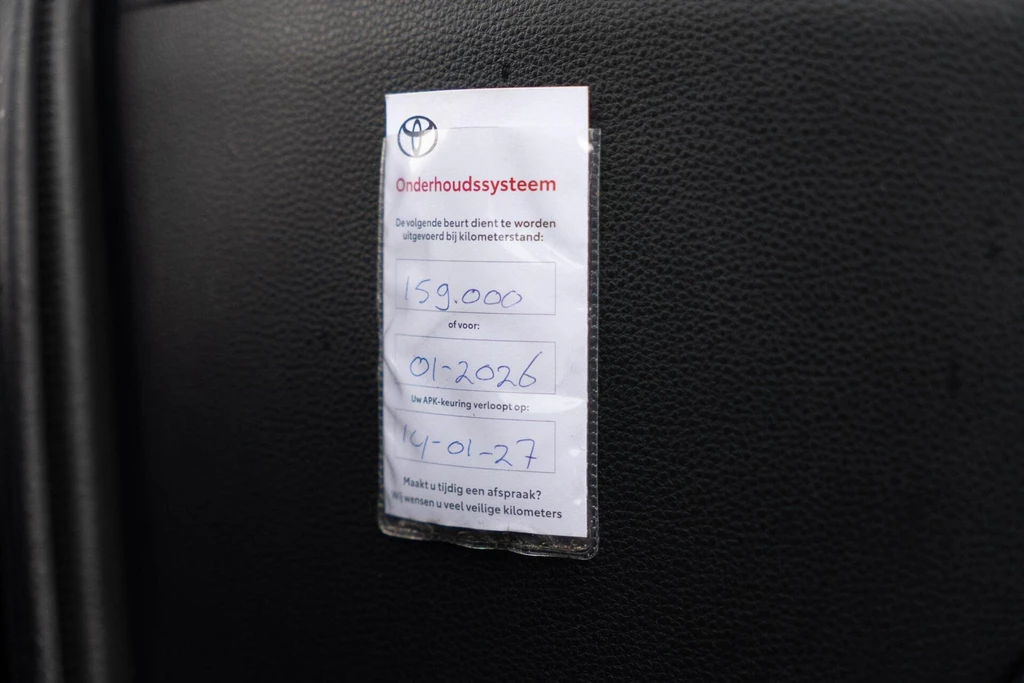 Onderhoudssysteem
De volgende beurt dient te worden
uitgevoerd bij kilometerstand:
159.000
of voor:
01-2026
Uw APK-keuring verloopt op:
14-01-27
Maakt u tijdig een afspraak?
Wij wensen u veel veilige kilometers